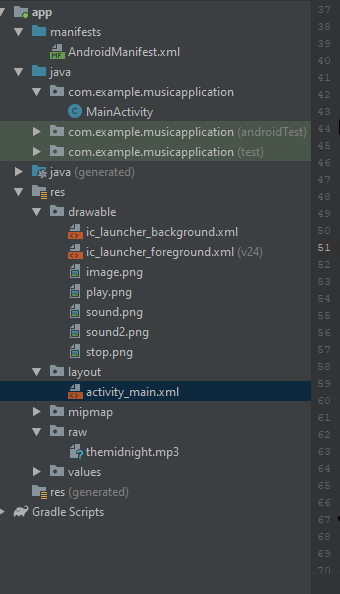 app
manifests
AndroidManifest.xml
java
com.example.musicapplication
MainActivity
com.example.musicapplication (androidTest)
com.example.musicapplication (test)
java (generated)
res
drawable
ic_launcher_background.xml
ic_launcher_foreground.xml (v24)
image.png
play.png
sound.png
sound2.png
stop.png
layout
activity_main.xml
mipmap
raw
themidnight.mp3
values
res (generated)
Gradle Scripts
37
38
39
40
41
42
43
44
45
46
47
48
49
50
51
52
53
54
55
56
57
58
59
60
61
62
63
64
65
66
67
68
69
70